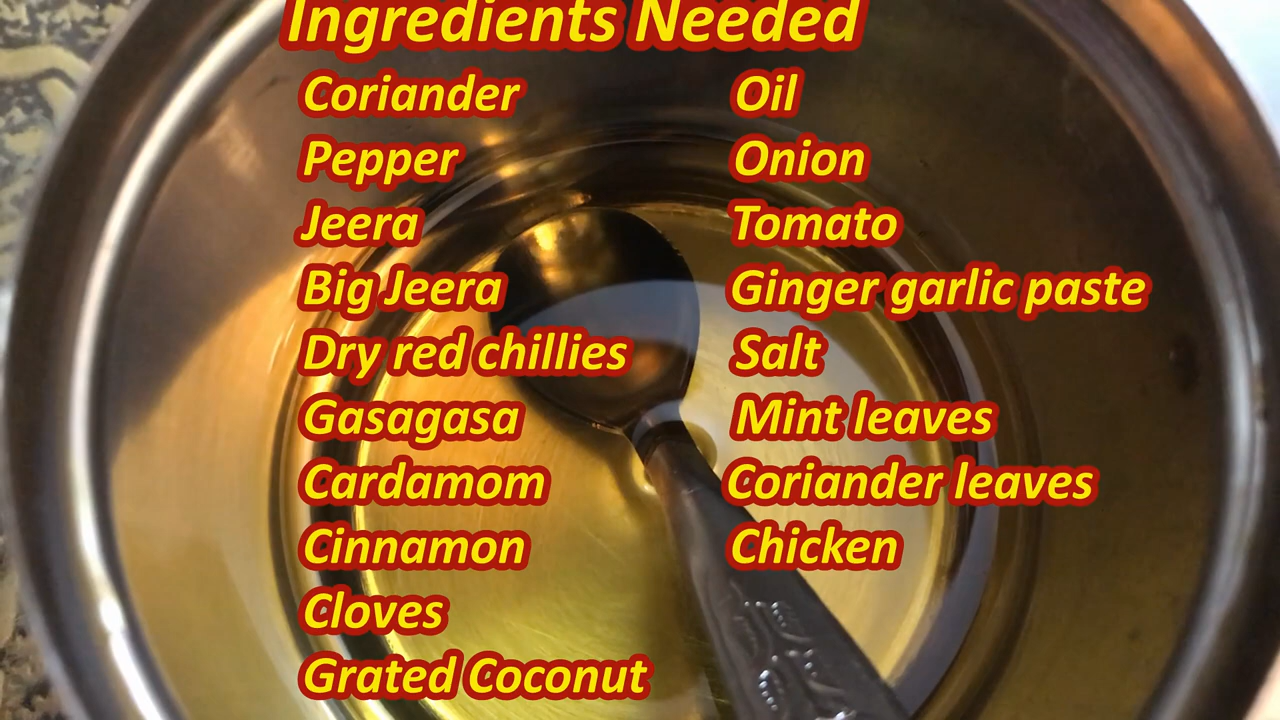 Ingredients Needed
Coriander
Pepper
Jeera
Big Jeera
Dry red chillies
Gasagasa
Cardamom
Cinnamon
Cloves
Grated Coconut
Oil
Onion
Tomato
Ginger garlic paste
Salt
Mint leaves
Coriander leaves
Chicken